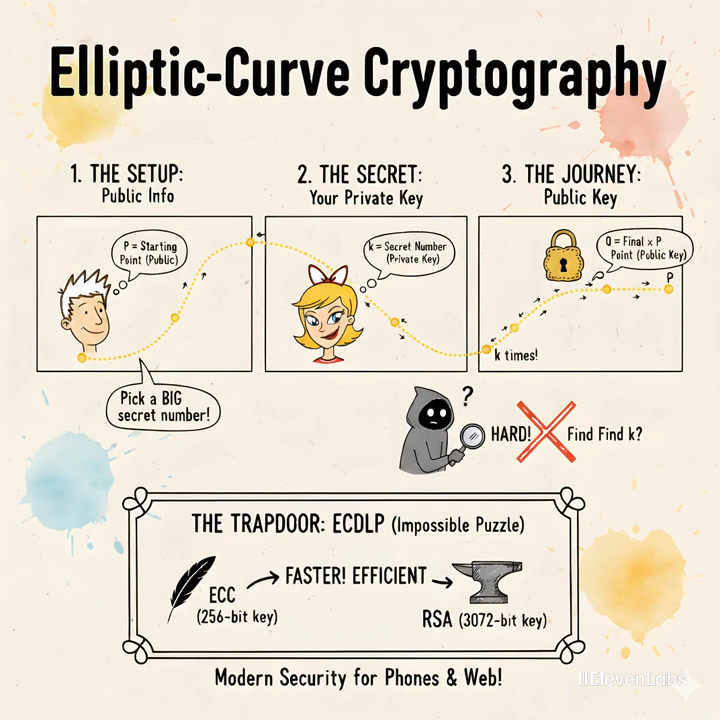 Elliptic-Curve Cryptography
1. THE SETUP:
Public Info
2. THE SECRET:
Your Private Key
3. THE JOURNEY:
Public Key
P = Starting
Point (Public)
k = Secret Number
(Private Key)
Q = Final x P
Point (Public Key)
P
k times!
Pick a BIG
secret number!
?
HARD!
Find Find k?
THE TRAPDOOR: ECDLP (Impossible Puzzle)
ECC
(256-bit key)
FASTER! EFFICIENT
RSA (3072-bit key)
Modern Security for Phones & Web!
IIElevenLabs